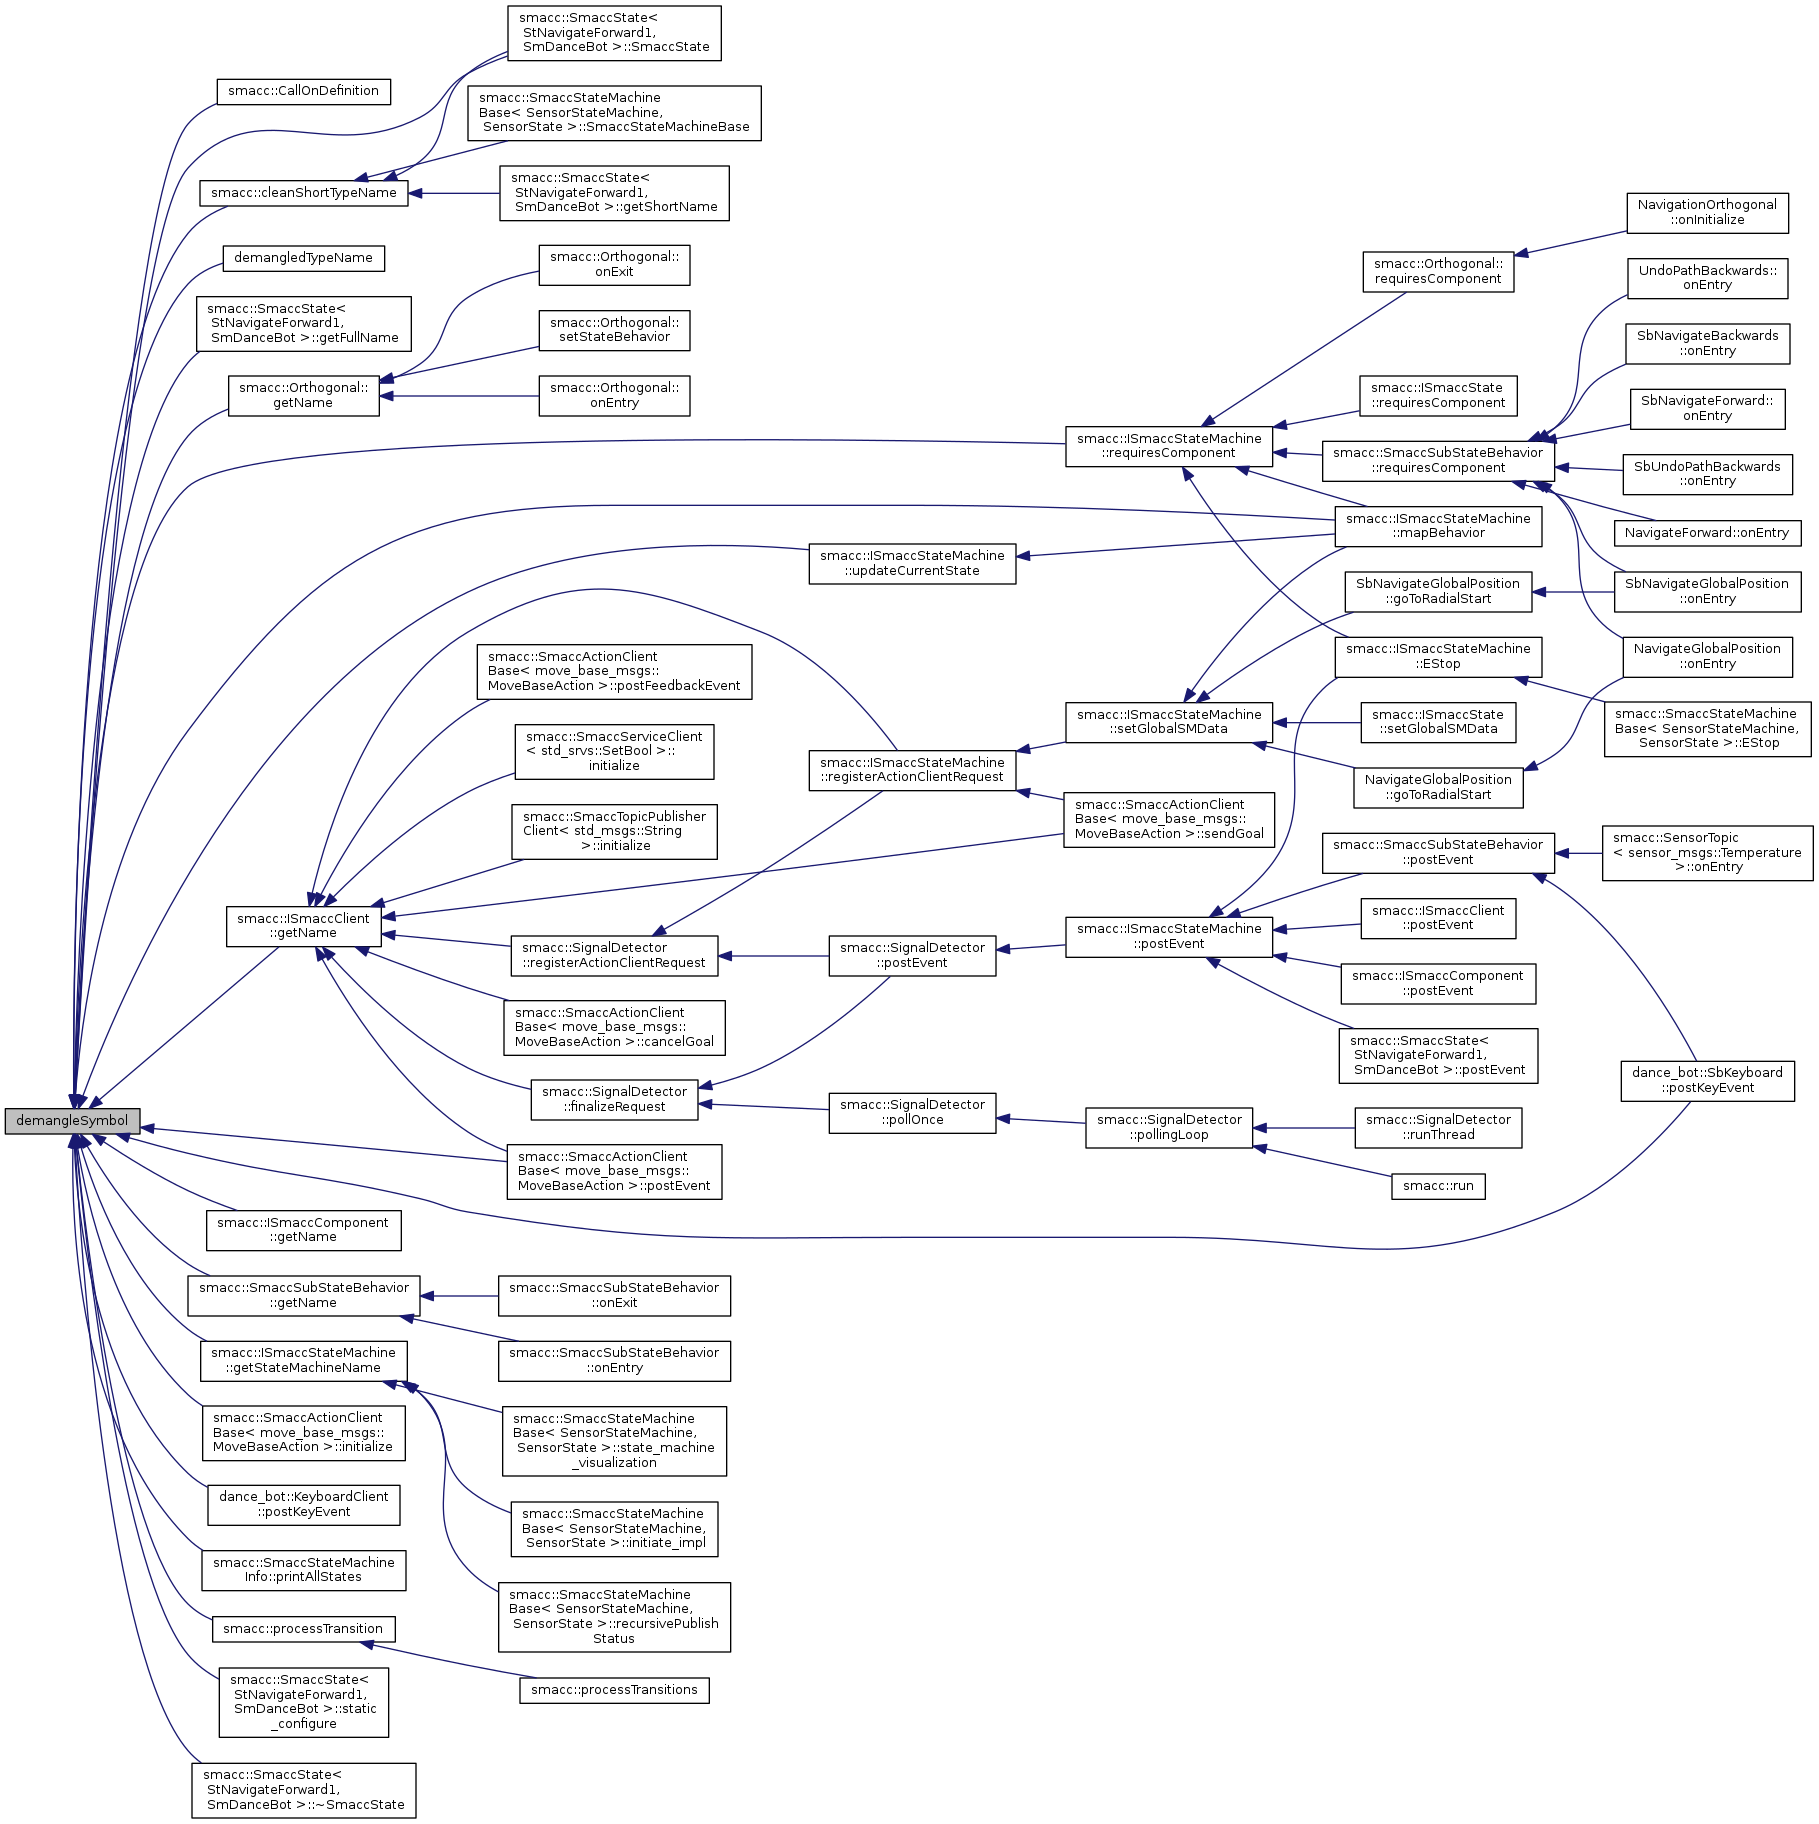 smacc::SmaccState<
StNavigateForward1,
SmDanceBot >::SmaccState
smacc::CallOnDefinition
smacc::SmaccStateMachine
Base< SensorStateMachine,
SensorState >::SmaccStateMachineBase
smacc::cleanShortTypeName
smacc::SmaccState<
StNavigateForward1,
SmDanceBot >::getShortName
demangledTypeName
smacc::SmaccState<
StNavigateForward1,
SmDanceBot >::getFullName
smacc::Orthogonal::
onExit
smacc::Orthogonal::
setStateBehavior
smacc::Orthogonal::
getName
smacc::Orthogonal::
onEntry
NavigationOrthogonal
::onInitialize
smacc::Orthogonal::
requiresComponent
UndoPathBackwards::
onEntry
SbNavigateBackwards
::onEntry
smacc::ISmaccState
::requiresComponent
SbNavigateForward::
onEntry
smacc::ISmaccStateMachine
::requiresComponent
smacc::SmaccSubStateBehavior
::requiresComponent
SbUndoPathBackwards
::onEntry
smacc::ISmaccStateMachine
::mapBehavior
NavigateForward::onEntry
smacc::ISmaccStateMachine
::updateCurrentState
SbNavigateGlobalPosition
::goToRadialStart
SbNavigateGlobalPosition
::onEntry
smacc::ISmaccStateMachine
::EStop
NavigateGlobalPosition
::onEntry
smacc::SmaccActionClient
Base< move_base_msgs::
MoveBaseAction >::postFeedbackEvent
smacc::SmaccServiceClient
< std_srvs::SetBool >::
initialize
smacc::ISmaccStateMachine
::registerActionClientRequest
smacc::ISmaccStateMachine
::setGlobalSMData
smacc::ISmaccState
::setGlobalSMData
smacc::SmaccStateMachine
Base< SensorStateMachine,
SensorState >::EStop
NavigateGlobalPosition
::goToRadialStart
smacc::SmaccTopicPublisher
Client< std_msgs::String
>::initialize
smacc::SmaccActionClient
Base< move_base_msgs::
MoveBaseAction >::sendGoal
smacc::SmaccSubStateBehavior
::postEvent
smacc::SensorTopic
< sensor_msgs::Temperature
>::onEntry
smacc::ISmaccClient
::getName
smacc::SignalDetector
::registerActionClientRequest
smacc::SignalDetector
::postEvent
smacc::ISmaccStateMachine
::postEvent
smacc::ISmaccClient
::postEvent
smacc::ISmaccComponent
::postEvent
smacc::SmaccActionClient
Base< move_base_msgs::
MoveBaseAction >::cancelGoal
smacc::SmaccState<
StNavigateForward1,
SmDanceBot >::postEvent
dance_bot::SbKeyboard
::postKeyEvent
smacc::SignalDetector
::finalizeRequest
smacc::SignalDetector
::pollOnce
smacc::SignalDetector
::pollingLoop
smacc::SignalDetector
::runThread
smacc::run
demangleSymbol
smacc::SmaccActionClient
Base< move_base_msgs::
MoveBaseAction >::postEvent
smacc::ISmaccComponent
::getName
smacc::SmaccSubStateBehavior
::getName
smacc::SmaccSubStateBehavior
::onExit
smacc::SmaccSubStateBehavior
::onEntry
smacc::ISmaccStateMachine
::getStateMachineName
smacc::SmaccActionClient
Base< move_base_msgs::
MoveBaseAction >::initialize
smacc::SmaccStateMachine
Base< SensorStateMachine,
SensorState >::state_machine
_visualization
dance_bot::KeyboardClient
::postKeyEvent
smacc::SmaccStateMachine
Base< SensorStateMachine,
SensorState >::initiate_impl
smacc::SmaccStateMachine
Info::printAllStates
smacc::SmaccStateMachine
Base< SensorStateMachine,
SensorState >::recursivePublish
Status
smacc::processTransition
smacc::processTransitions
smacc::SmaccState<
StNavigateForward1,
SmDanceBot >::static
_configure
smacc::SmaccState<
StNavigateForward1,
SmDanceBot >::~SmaccState